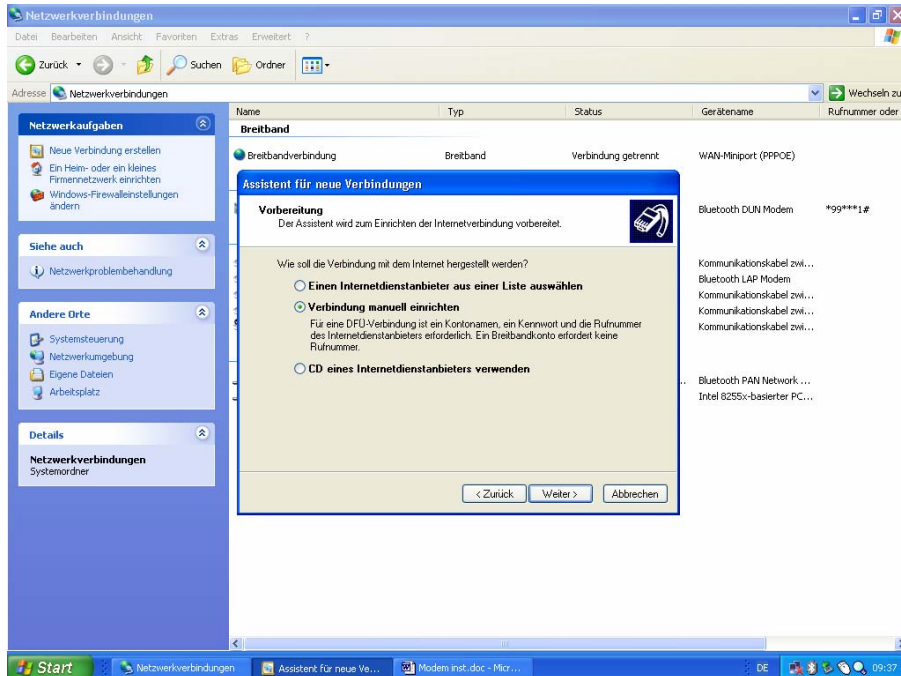 Netzwerkverbindungen
Datei Bearbeiten Ansicht Favoriten Extras Erweitert ?
Zurück Suchen Ordner
Adresse Netzwerkverbindungen Wechseln zu
Name Typ Status Gerätename Rufnummer oder
Netzwerkaufgaben
Neue Verbindung erstellen
Ein Heim- oder ein kleines
Firmennetzwerk einrichten
Windows-Firewalleinstellungen
ändern
Siehe auch
Netzwerkproblembehandlung
Andere Orte
Systemsteuerung
Netzwerkumgebung
Eigene Dateien
Arbeitsplatz
Details
Netzwerkverbindungen
Systemordner
Breitband
Breitbandverbindung Breitband Verbindung getrennt WAN-Miniport (PPPOE)
Bluetooth DUN Modem *99***1#
Kommunikationskabel zwi...
Bluetooth LAP Modem
Kommunikationskabel zwi...
Kommunikationskabel zwi...
Kommunikationskabel zwi...
Bluetooth PAN Network ...
Intel 8255x-basierter PC...
Assistent für neue Verbindungen
Vorbereitung
Der Assistent wird zum Einrichten der Internetverbindung vorbereitet.
Wie soll die Verbindung mit dem Internet hergestellt werden?
Einen Internetdienstanbieter aus einer Liste auswählen
Verbindung manuell einrichten
Für eine DFÜ-Verbindung ist ein Kontonamen, ein Kennwort und die Rufnummer
des Internetdienstanbieters erforderlich. Ein Breitbandkonto erfordert keine
Rufnummer.
CD eines Internetdienstanbieters verwenden
< Zurück Weiter > Abbrechen
Start Netzwerkverbindungen Assistent für neue Ve... Modem inst.doc - Micr... DE 09:37